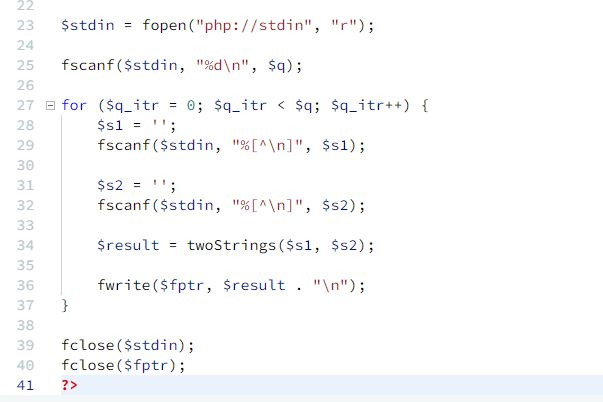 22
23 $stdin = fopen("php://stdin", "r");
24
25 fscanf($stdin, "%d\n", $q);
26
27 for ($q_itr = 0; $q_itr < $q; $q_itr++) {
28     $s1 = '';
29     fscanf($stdin, "%[^\n]", $s1);
30
31     $s2 = '';
32     fscanf($stdin, "%[^\n]", $s2);
33
34     $result = twoStrings($s1, $s2);
35
36     fwrite($fptr, $result . "\n");
37 }
38
39 fclose($stdin);
40 fclose($fptr);
41 ?>